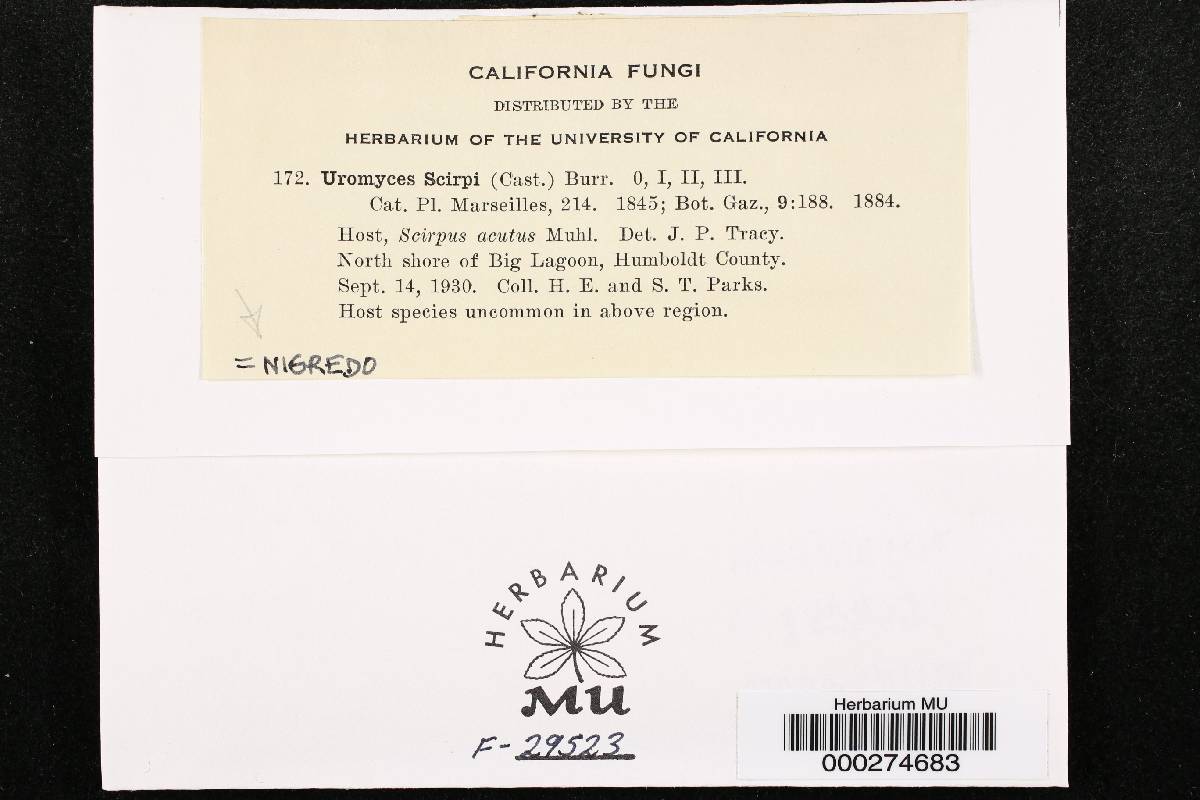 CALIFORNIA FUNGI
DISTRIBUTED BY THE
HERBARIUM OF THE UNIVERSITY OF CALIFORNIA
172. Uromyces Scirpi (Cast.) Burr. 0, I, II, III.
Cat. Pl. Marseilles, 214. 1845; Bot. Gaz., 9:188. 1884.
Host, Scirpus acutus Muhl. Det. J. P. Tracy.
North shore of Big Lagoon, Humboldt County.
Sept. 14, 1930. Coll. H. E. and S. T. Parks.
Host species uncommon in above region.
= NIGREDO
HERBARIUM
MU
F-29523
Herbarium MU
000274683